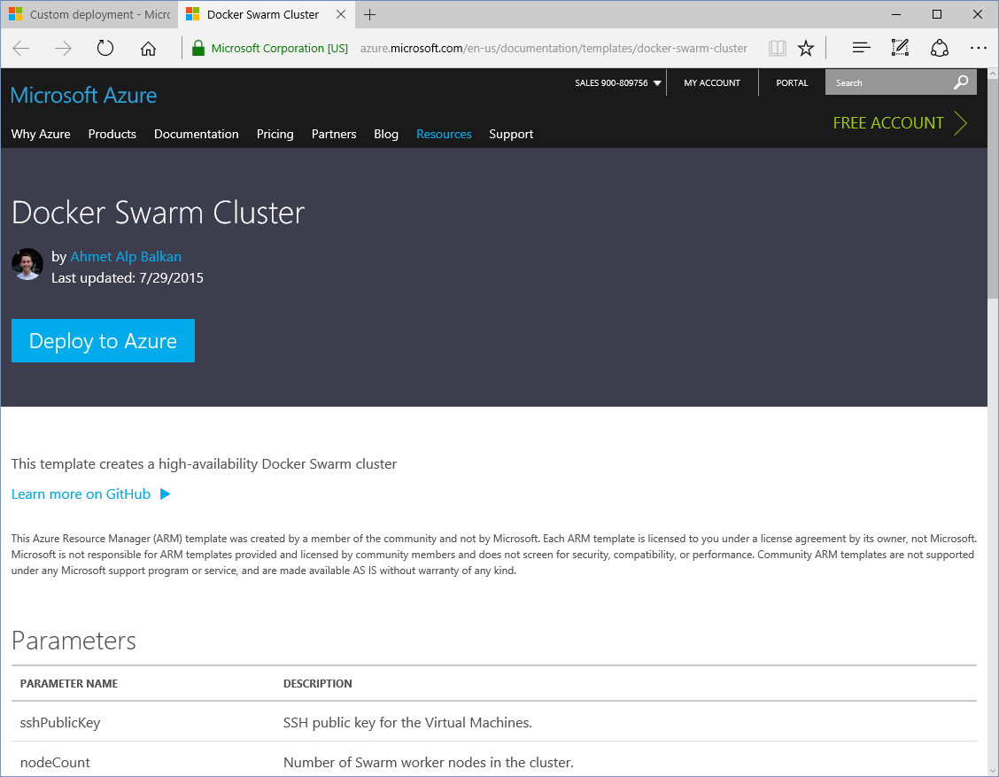 Custom deployment - Micro
Docker Swarm Cluster
Microsoft Corporation [US] azure.microsoft.com/en-us/documentation/templates/docker-swarm-cluster
SALES 900-809756 MY ACCOUNT PORTAL Search
Microsoft Azure
FREE ACCOUNT
Why Azure Products Documentation Pricing Partners Blog Resources Support
Docker Swarm Cluster
by Ahmet Alp Balkan
Last updated: 7/29/2015
Deploy to Azure
This template creates a high-availability Docker Swarm cluster
Learn more on GitHub
This Azure Resource Manager (ARM) template was created by a member of the community and not by Microsoft. Each ARM template is licensed to you under a license agreement by its owner, not Microsoft.
Microsoft is not responsible for ARM templates provided and licensed by community members and does not screen for security, compatibility, or performance. Community ARM templates are not supported
under any Microsoft support program or service, and are made available AS IS without warranty of any kind.
Parameters
PARAMETER NAME DESCRIPTION
sshPublicKey SSH public key for the Virtual Machines.
nodeCount Number of Swarm worker nodes in the cluster.